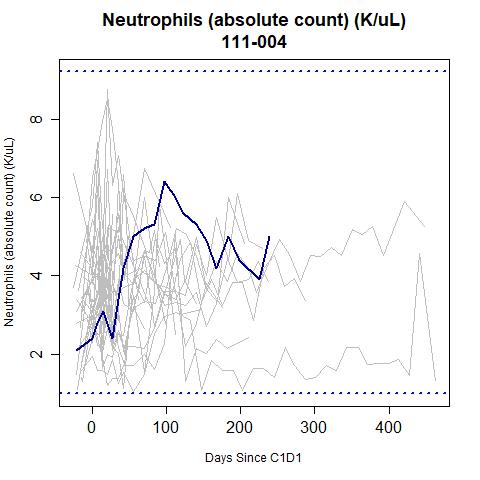 Neutrophils (absolute count) (K/uL)
111-004
Neutrophils (absolute count) (K/uL)
8
6
4
2
0 100 200 300 400
Days Since C1D1